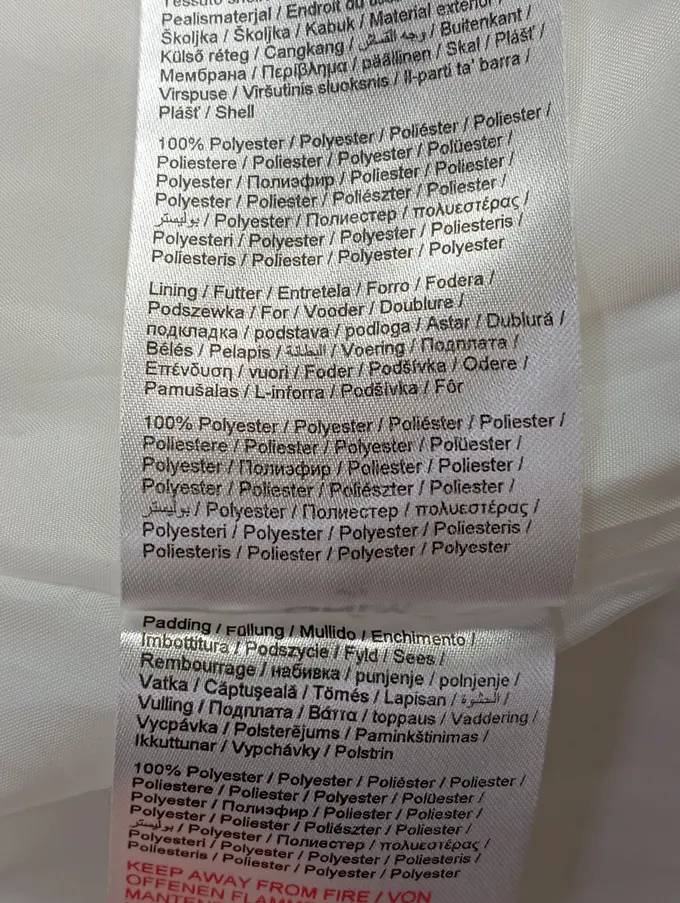 Pealismaterjal / Endroit du
Školjka / Školjka / Kabuk / Material exterior /
Külső réteg / Cangkang / وجه القماش / Buitenkant /
Мембрана / Περίβλημα / päällinen / Skal / Plášť /
Virspuse / Viršutinis sluoksnis / Il-parti ta' barra /
Plášť / Shell
100% Polyester / Polyester / Poliéster / Poliester /
Poliestere / Poliester / Polyester / Polüester /
Polyester / Полиэфир / Poliester / Poliester /
Polyester / Poliester / Poliészter / Poliester /
بوليستر / Polyester / Полиестер / πολυεστέρας /
Polyesteri / Polyester / Polyester / Poliesteris /
Poliesteris / Poliester / Polyester / Polyester
Lining / Futter / Entretela / Forro / Fodera /
Podszewka / For / Vooder / Doublure /
подкладка / podstava / podloga / Astar / Dublură /
Bélés / Pelapis / البطانة / Voering / Подплата /
Επένδυση / vuori / Foder / Podšívka / Odere /
Pamušalas / L-inforra / Podšívka / Fôr
100% Polyester / Polyester / Poliéster / Poliester /
Poliestere / Poliester / Polyester / Polüester /
Polyester / Полиэфир / Poliester / Poliester /
Polyester / Poliester / Poliészter / Poliester /
بوليستر / Polyester / Полиестер / πολυεστέρας /
Polyesteri / Polyester / Polyester / Poliesteris /
Poliesteris / Poliester / Polyester / Polyester
Padding / Füllung / Mullido / Enchimento /
Imbottitura / Podszycie / Fyld / Sees /
Rembourrage / набивка / punjenje / polnjenje /
Vatka / Căptuşeală / Tömés / Lapisan / الحشوة /
Vulling / Подплата / Βάττα / toppaus / Vaddering /
Vycpávka / Polsterējums / Paminkštinimas /
Ikkuttunar / Vypchávky / Polstrin
100% Polyester / Polyester / Poliéster / Poliester /
Poliestere / Poliester / Polyester / Polüester /
Polyester / Полиэфир / Poliester / Poliester /
Polyester / Poliester / Poliészter / Poliester /
بوليستر / Polyester / Полиестер / πολυεστέρας /
Polyesteri / Polyester / Polyester / Poliesteris /
Poliesteris / Poliester / Polyester / Polyester
KEEP AWAY FROM FIRE / VON
OFFENEN